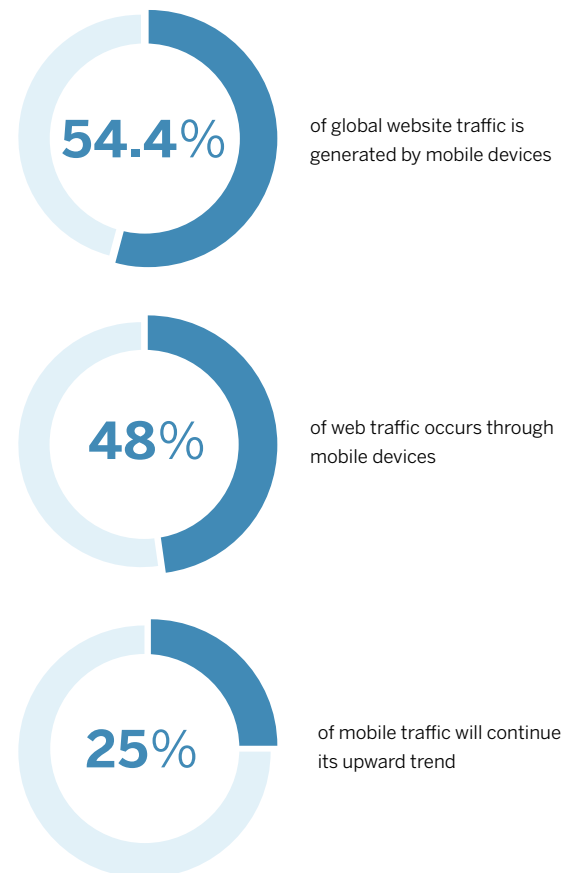 54.4%
of global website traffic is
generated by mobile devices
48%
of web traffic occurs through
mobile devices
25%
of mobile traffic will continue
its upward trend